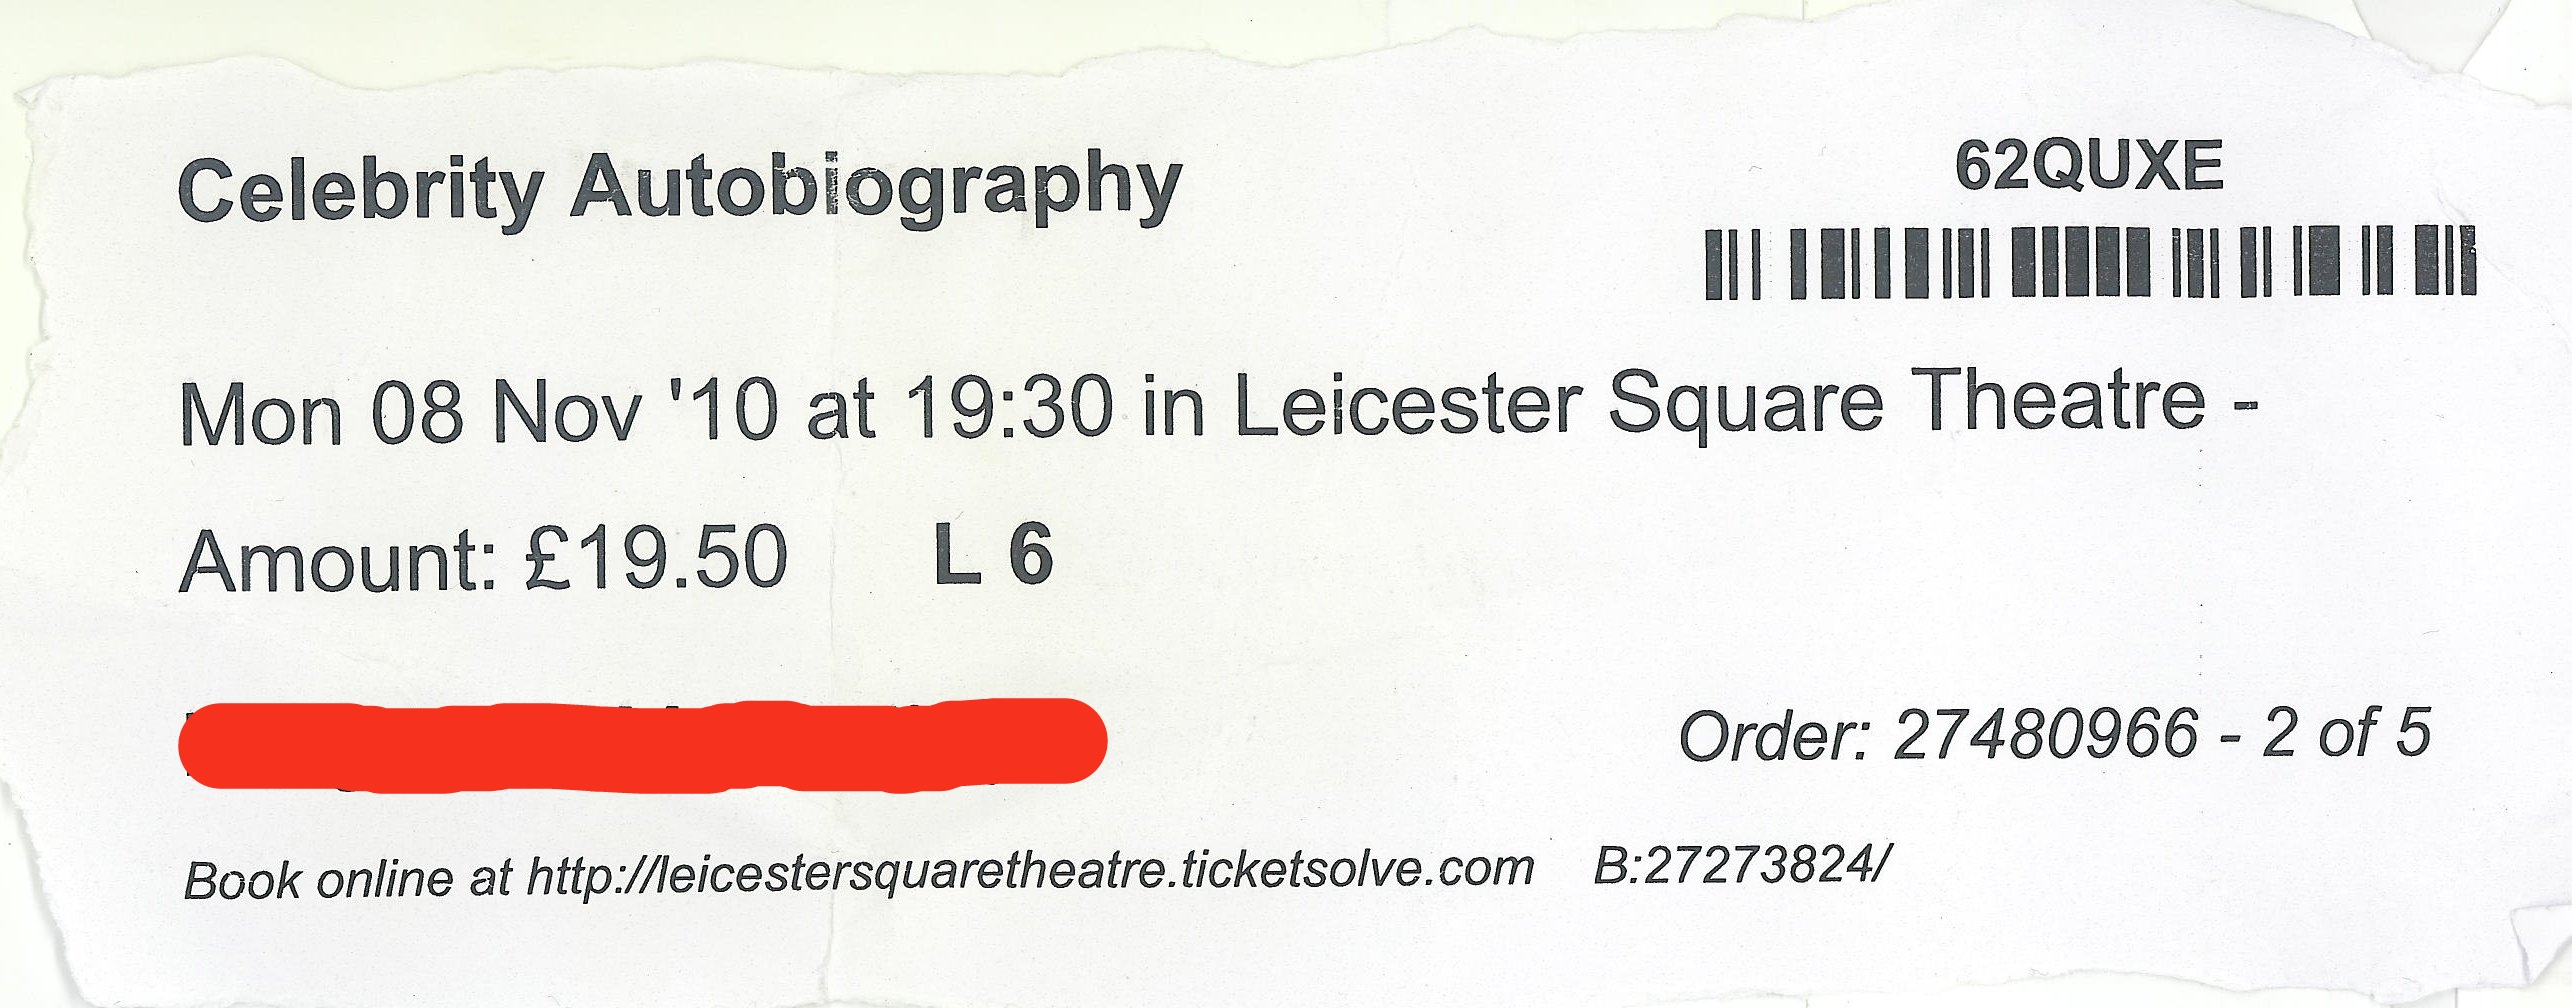 Celebrity Autobiography
62QUXE
Mon 08 Nov '10 at 19:30 in Leicester Square Theatre -
Amount: £19.50 L 6
Order: 27480966 - 2 of 5
Book online at http://leicestersquaretheatre.ticketsolve.com B:27273824/